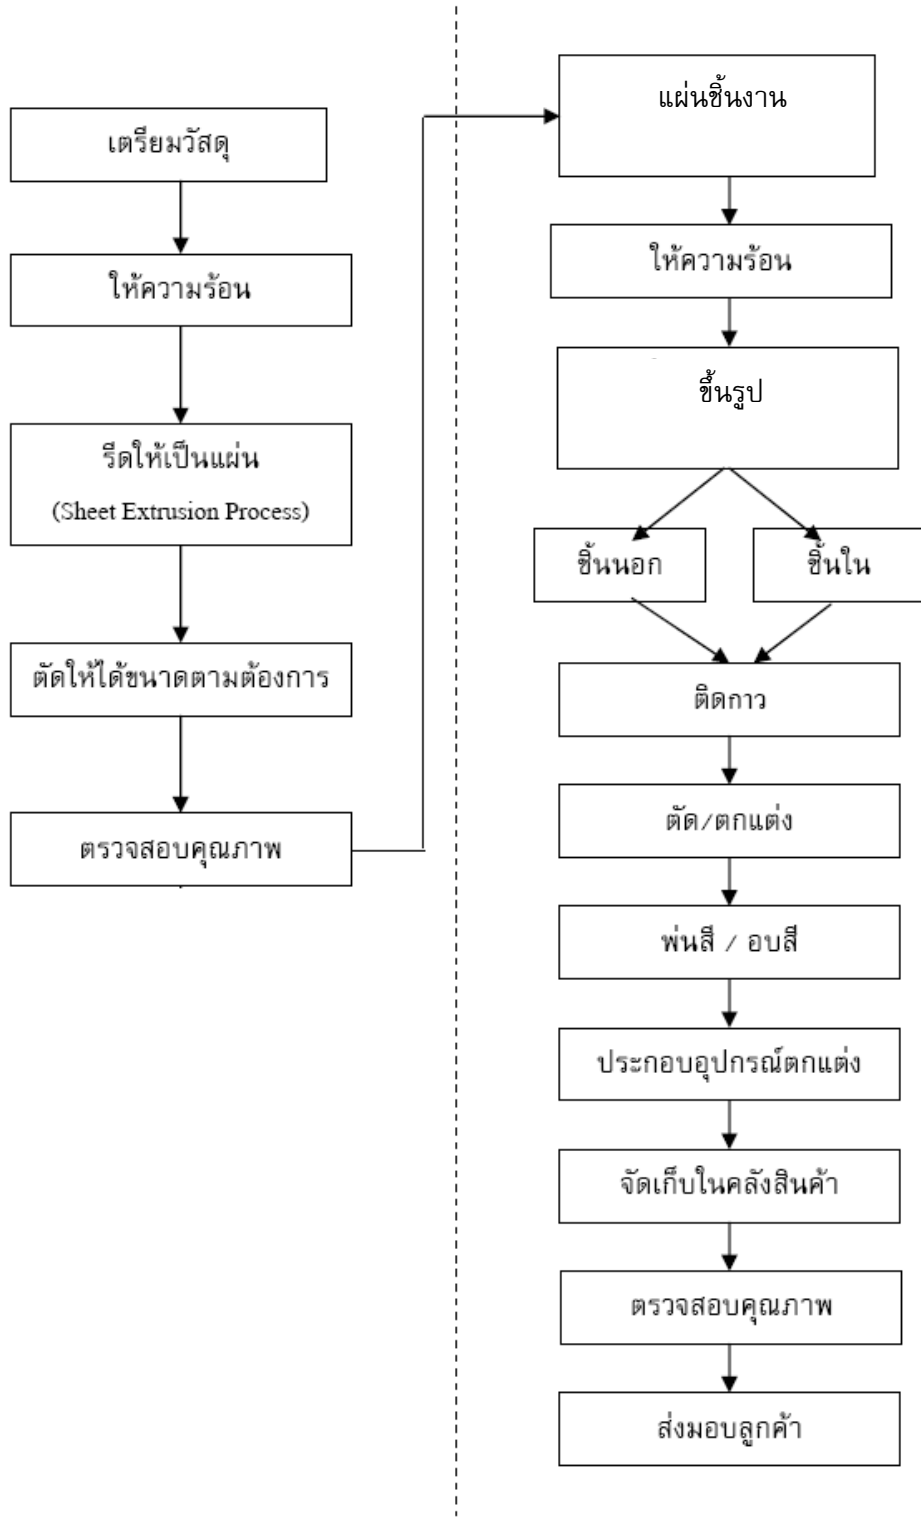 เตรียมวัสดุ
ให้ความร้อน
รีดให้เป็นแผ่น
(Sheet Extrusion Process)
ตัดให้ได้ขนาดตามต้องการ
ตรวจสอบคุณภาพ
แผ่นชิ้นงาน
ให้ความร้อน
ขึ้นรูป
ชิ้นนอก
ชิ้นใน
ติดกาว
ตัด/ตกแต่ง
พ่นสี / อบสี
ประกอบอุปกรณ์ตกแต่ง
จัดเก็บในคลังสินค้า
ตรวจสอบคุณภาพ
ส่งมอบลูกค้า